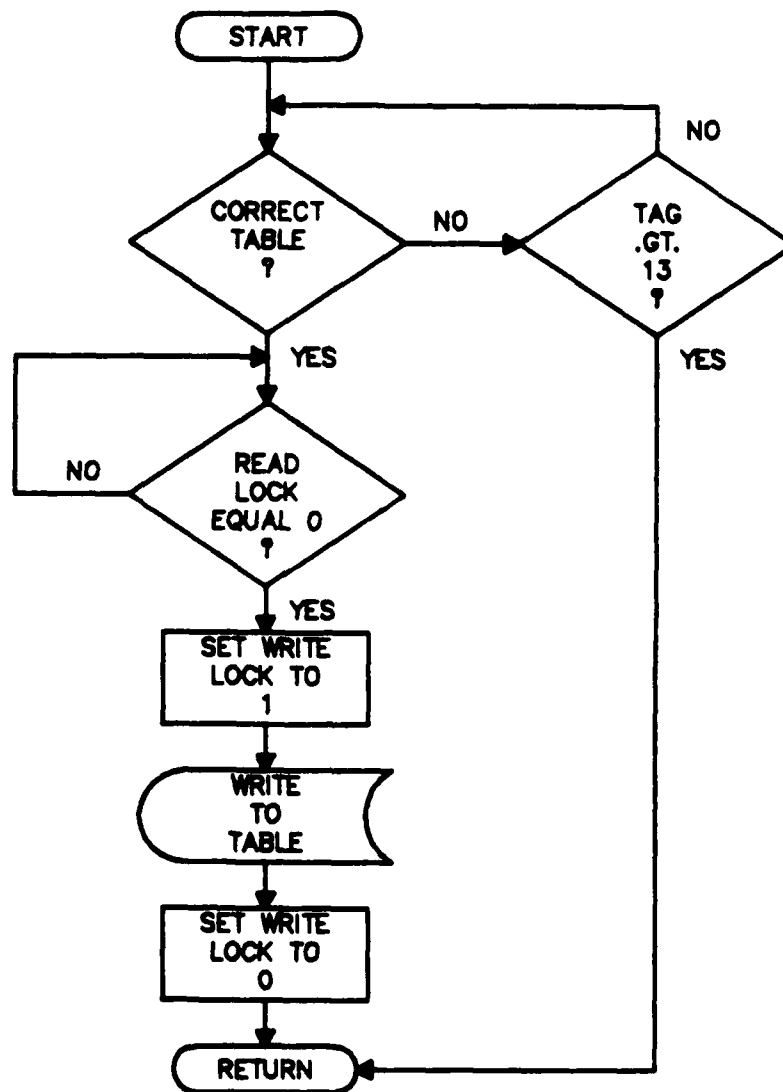 START
NO
CORRECT
TABLE
?
NO
TAG
.GT.
13
?
YES
YES
READ
LOCK
EQUAL 0
?
NO
YES
SET WRITE
LOCK TO
1
WRITE
TO
TABLE
SET WRITE
LOCK TO
0
RETURN